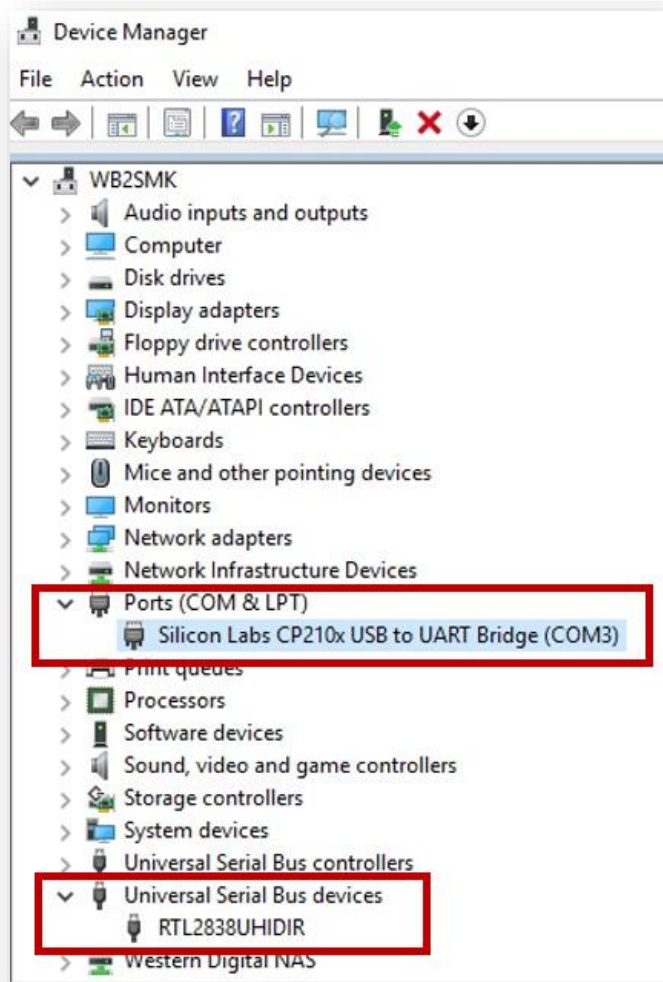 Device Manager
File Action View Help
WB2SMK
Audio inputs and outputs
Computer
Disk drives
Display adapters
Floppy drive controllers
Human Interface Devices
IDE ATA/ATAPI controllers
Keyboards
Mice and other pointing devices
Monitors
Network adapters
Network Infrastructure Devices
Ports (COM & LPT)
Silicon Labs CP210x USB to UART Bridge (COM3)
Print queues
Processors
Software devices
Sound, video and game controllers
Storage controllers
System devices
Universal Serial Bus controllers
Universal Serial Bus devices
RTL2838UHIDIR
Western Digital NAS